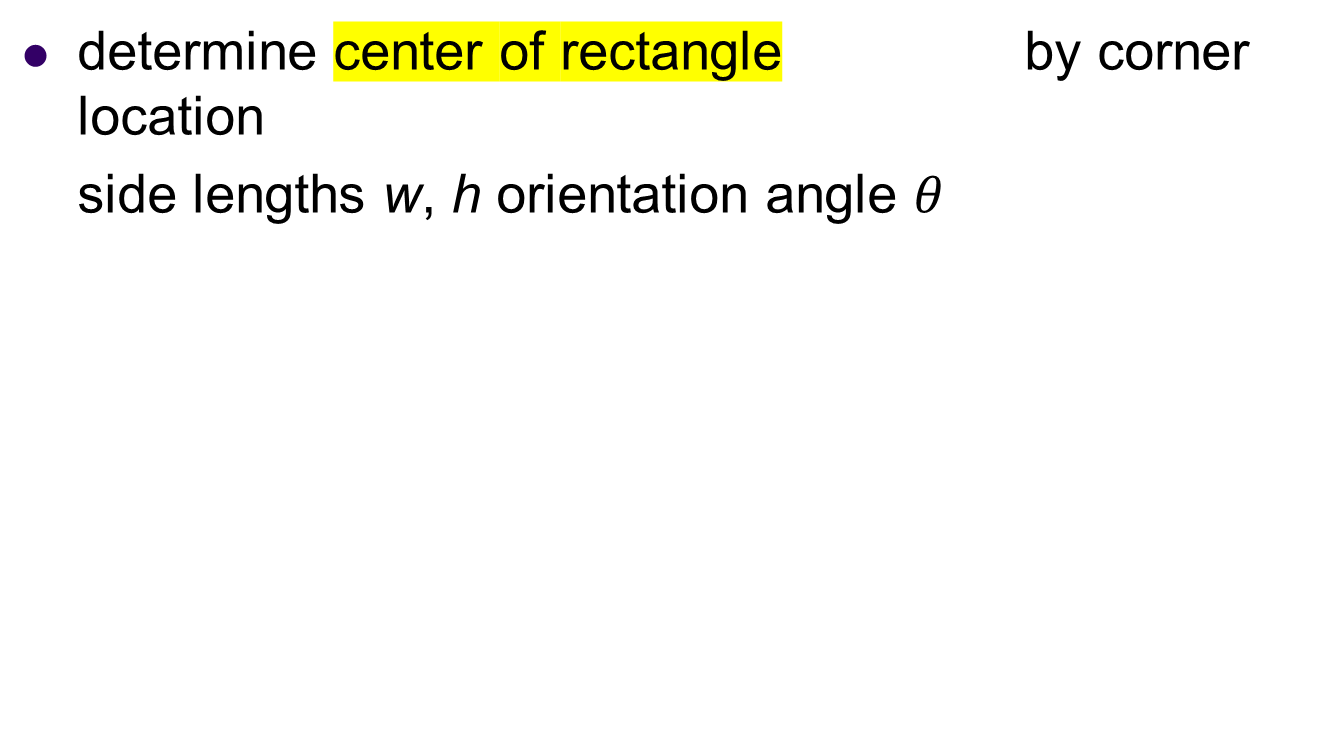 • determine center of rectangle by corner
location
side lengths w, h orientation angle θ